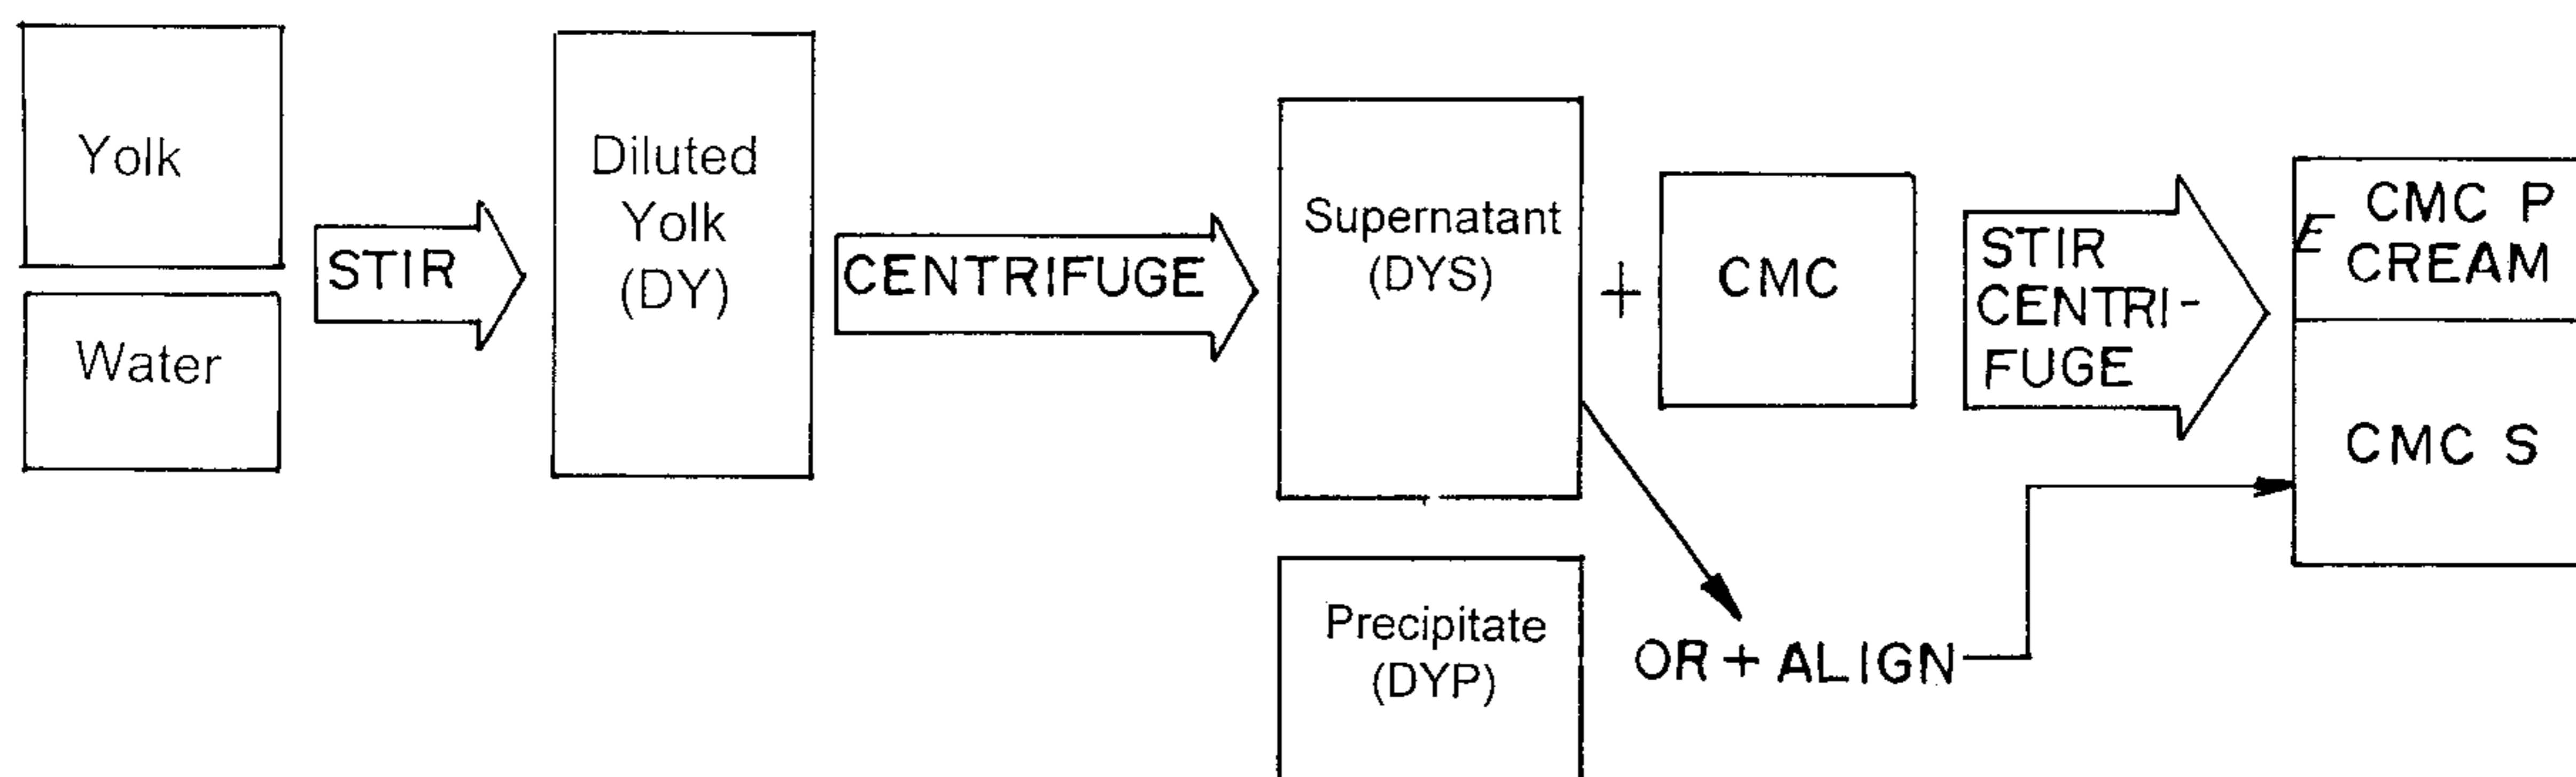 Yolk
Water
STIR
Diluted
Yolk
(DY)
CENTRIFUGE
Supernatant
(DYS)
+
CMC
STIR
CENTRI-
FUGE
E CMC P
CREAM
CMC S
Precipitate
(DYP)
OR + ALIGN